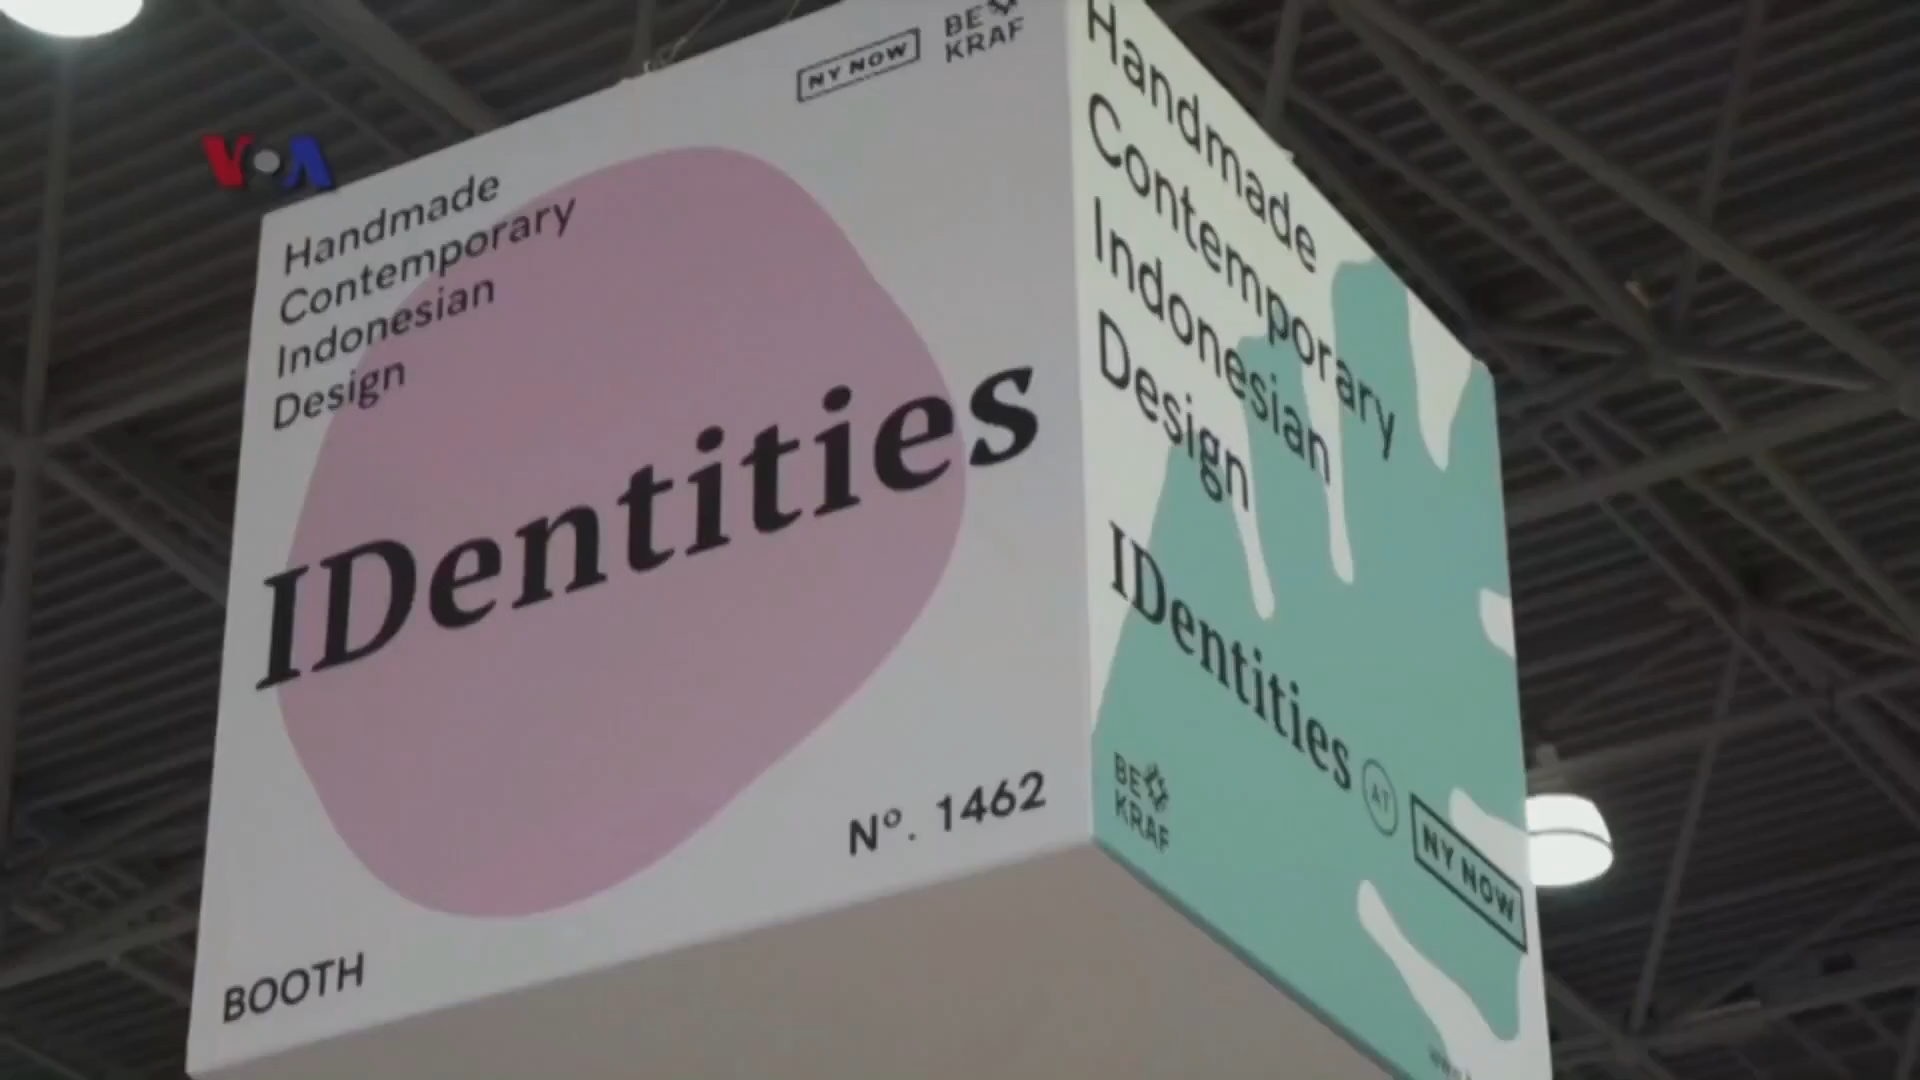 VOA
NY NOW
BE
KRAF
Handmade
Contemporary
Indonesian
Design
IDentities
Nº. 1462
BOOTH
Handmade
Contemporary
Indonesian
Design
IDentities
AT
NY NOW
BE
KRAF